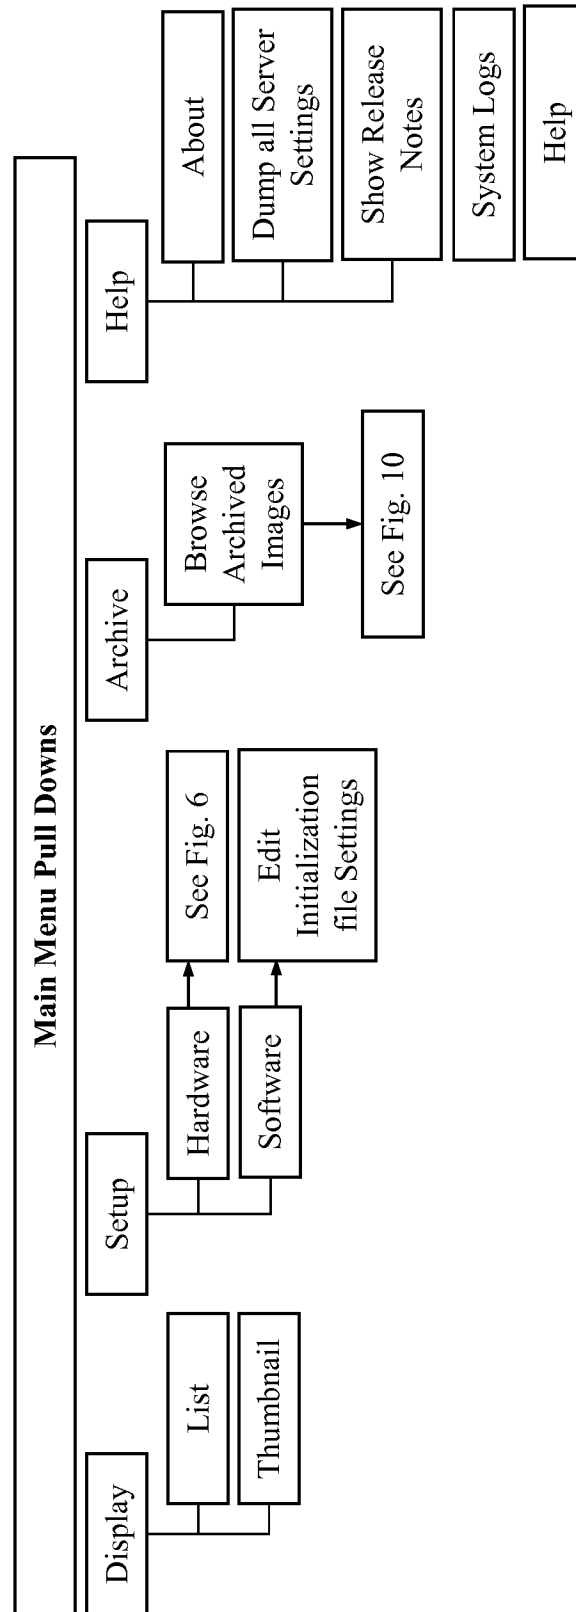 Main Menu Pull Downs
Display
List
Thumbnail
Setup
Hardware
See Fig. 6
Software
Edit
Initialization
file Settings
Archive
Browse
Archived
Images
See Fig. 10
Help
About
Dump all Server
Settings
Show Release
Notes
System Logs
Help